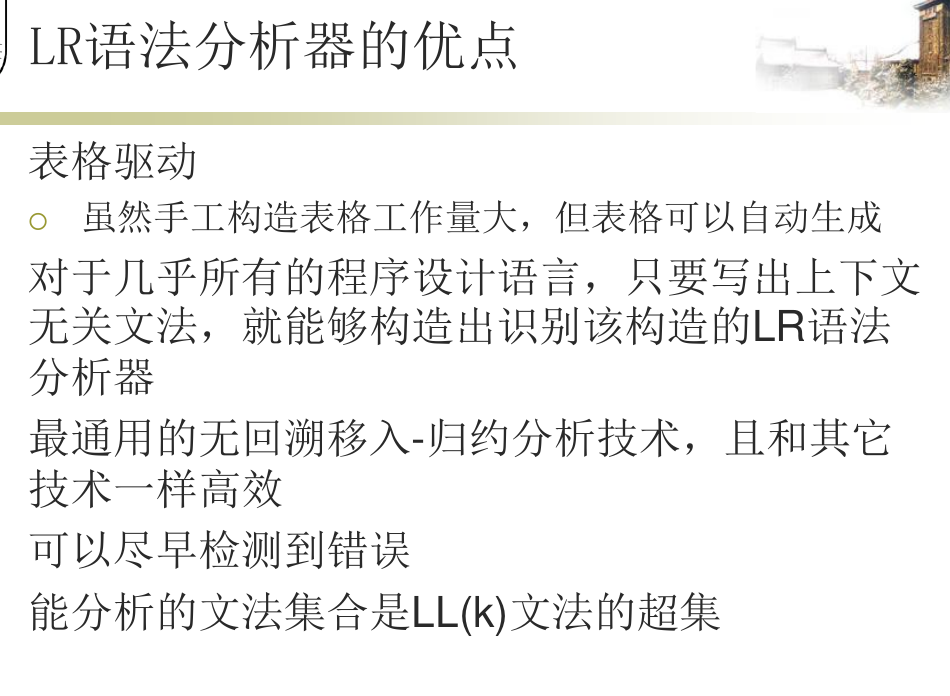 LR语法分析器的优点
表格驱动
虽然手工构造表格工作量大，但表格可以自动生成
对于几乎所有的程序设计语言，只要写出上下文
无关文法，就能够构造出识别该构造的LR语法
分析器
最通用的无回溯移入-归约分析技术，且和其它
技术一样高效
可以尽早检测到错误
能分析的文法集合是LL(k)文法的超集